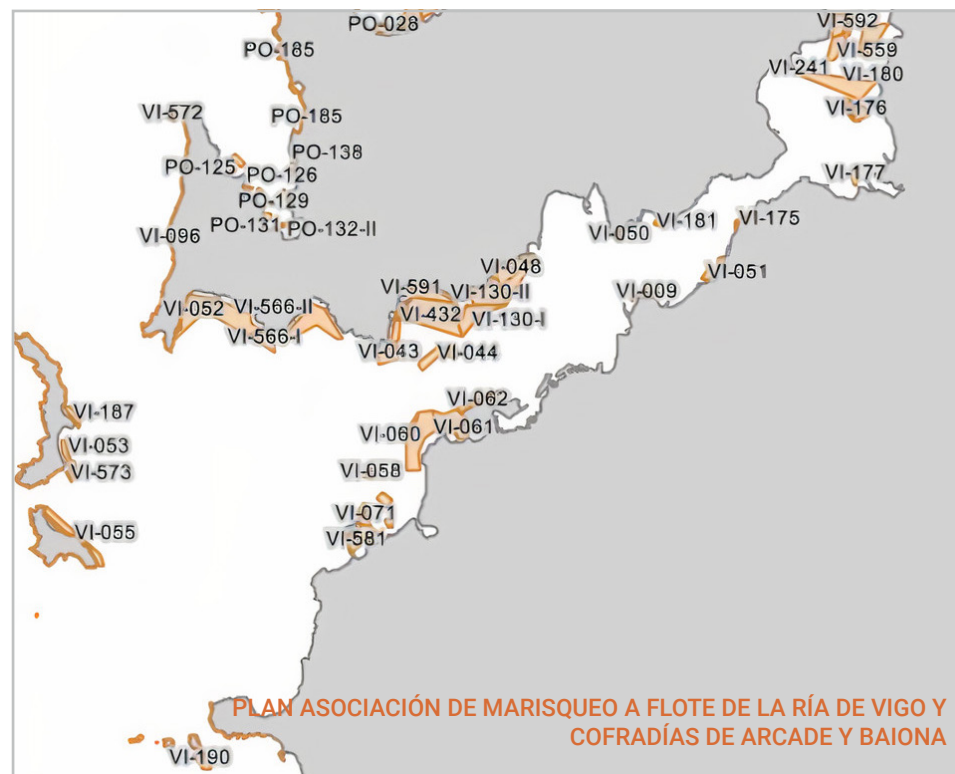 PO-028
VI-592
PO-185
VI-559
VI-241
VI-180
VI-572
PO-185
VI-176
PO-138
PO-125
PO-126
VI-177
PO-129
PO-131
PO-132-II
VI-096
VI-050
VI-181
VI-175
VI-048
VI-051
VI-591
VI-130-II
VI-009
VI-052
VI-566-II
VI-432
VI-130-I
VI-566-I
VI-043
VI-044
VI-062
VI-187
VI-060
VI-061
VI-053
VI-573
VI-058
VI-071
VI-055
VI-581
PLAN ASOCIACIÓN DE MARISQUEO A FLOTE DE LA RÍA DE VIGO Y
COFRADÍAS DE ARCADE Y BAIONA
VI-190